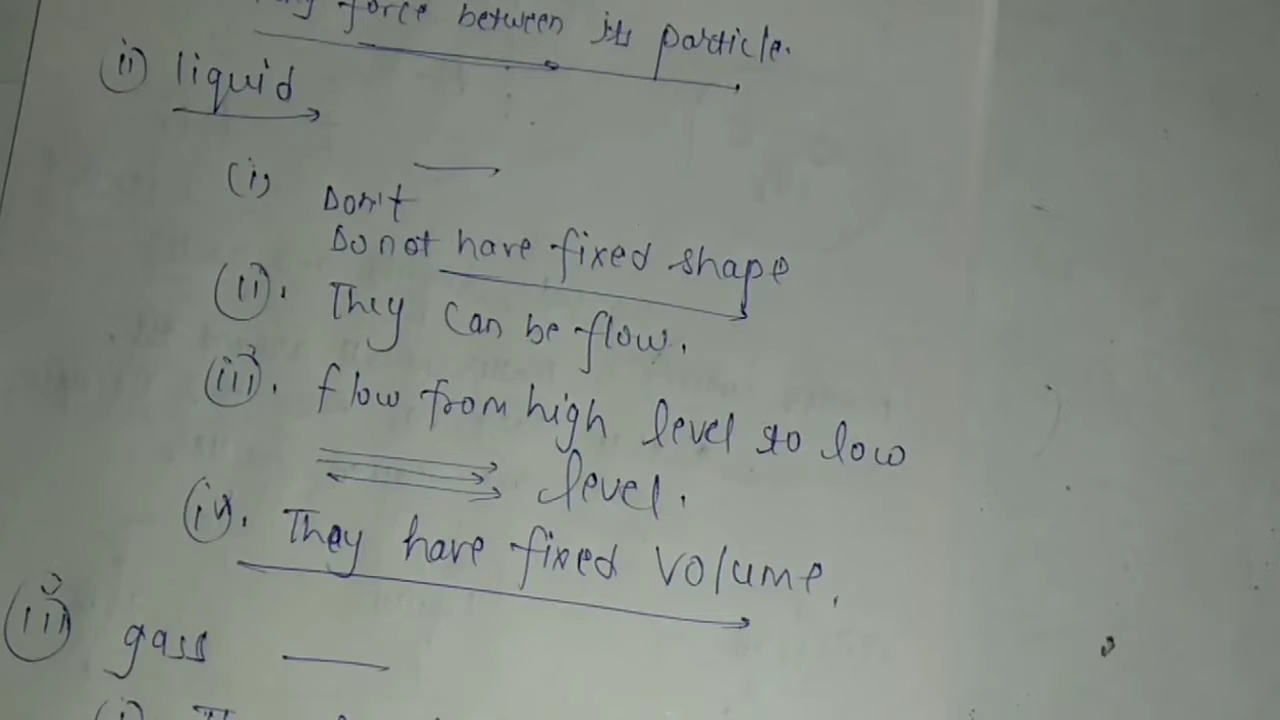 force between its particle.
(ii) liquid
(i)
Don't
Do not have fixed shape
(ii). They can be flow.
(iii). flow from high level to low
level.
(iv). They have fixed volume.
(iii) gass
(i)